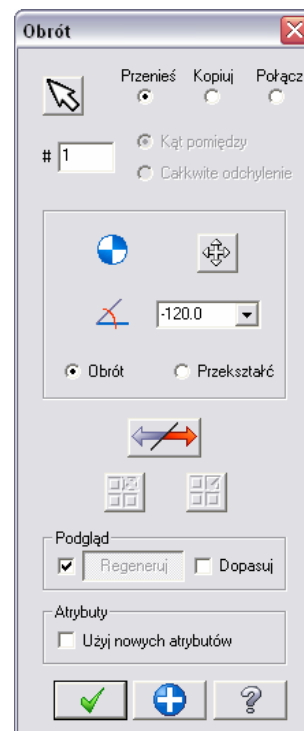 Obrót
Przenieś Kopiuj Połącz
# 1
Kąt pomiędzy
Całkwite odchylenie
-120.0
Obrót Przekształć
Podgląd
Regeneruj Dopasuj
Atrybuty
Użyj nowych atrybutów